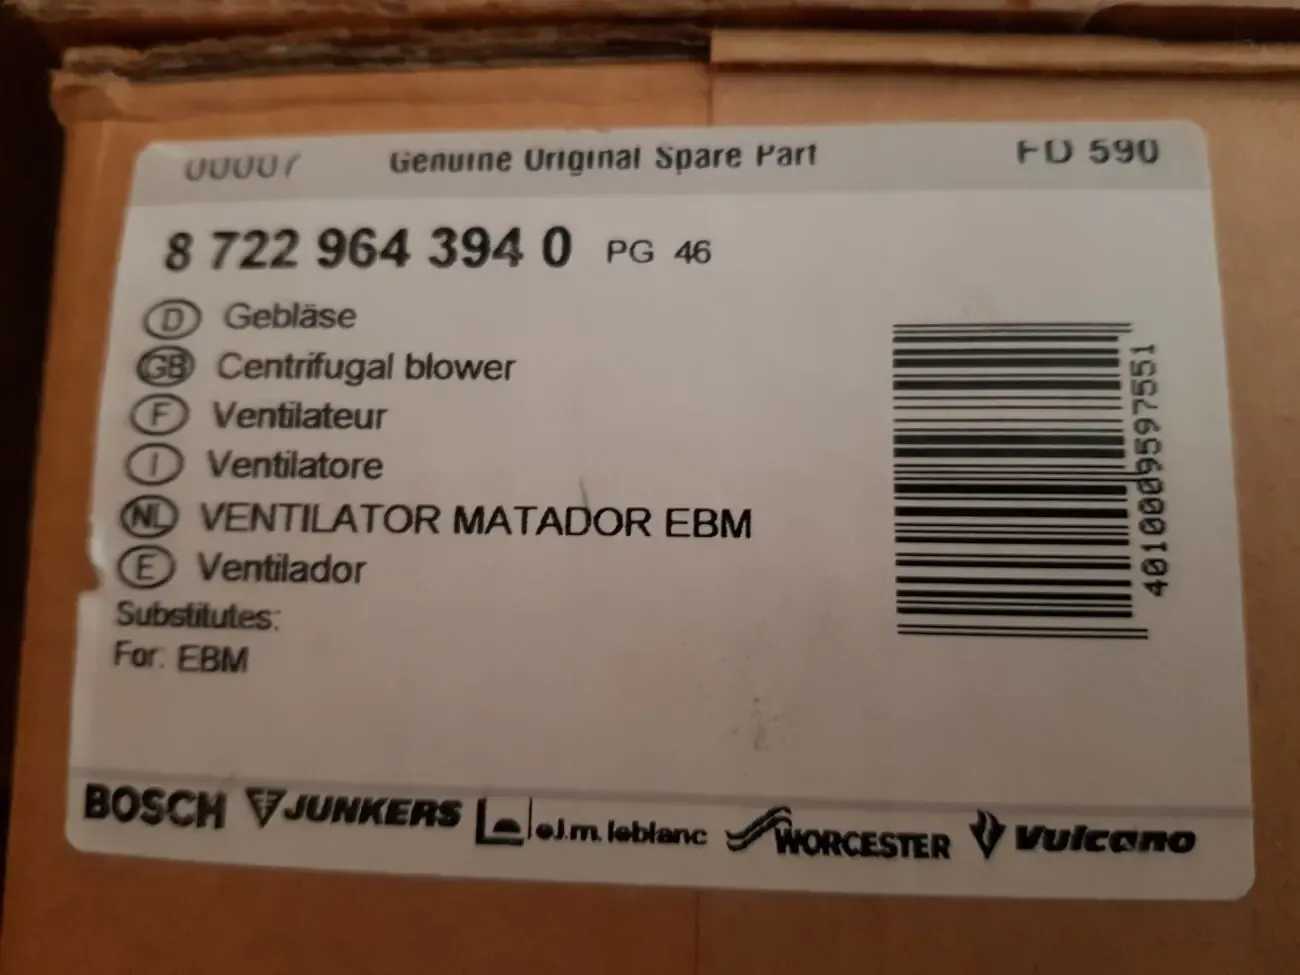 00007 Genuine Original Spare Part FD 590
8 722 964 394 0 PG 46
D Gebläse
GB Centrifugal blower
F Ventilateur
I Ventilatore
NL VENTILATOR MATADOR EBM
E Ventilador
Substitutes:
For: EBM
4010009597551
BOSCH JUNKERS e.l.m. leblanc WORCESTER Vulcano